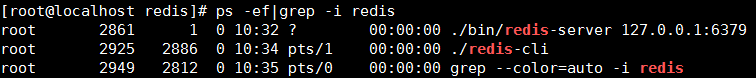 [root@localhost redis]# ps -ef|grep -i redis
root 2861 1 0 10:32 ? 00:00:00 ./bin/redis-server 127.0.0.1:6379
root 2925 2886 0 10:34 pts/1 00:00:00 ./redis-cli
root 2949 2812 0 10:35 pts/0 00:00:00 grep --color=auto -i redis